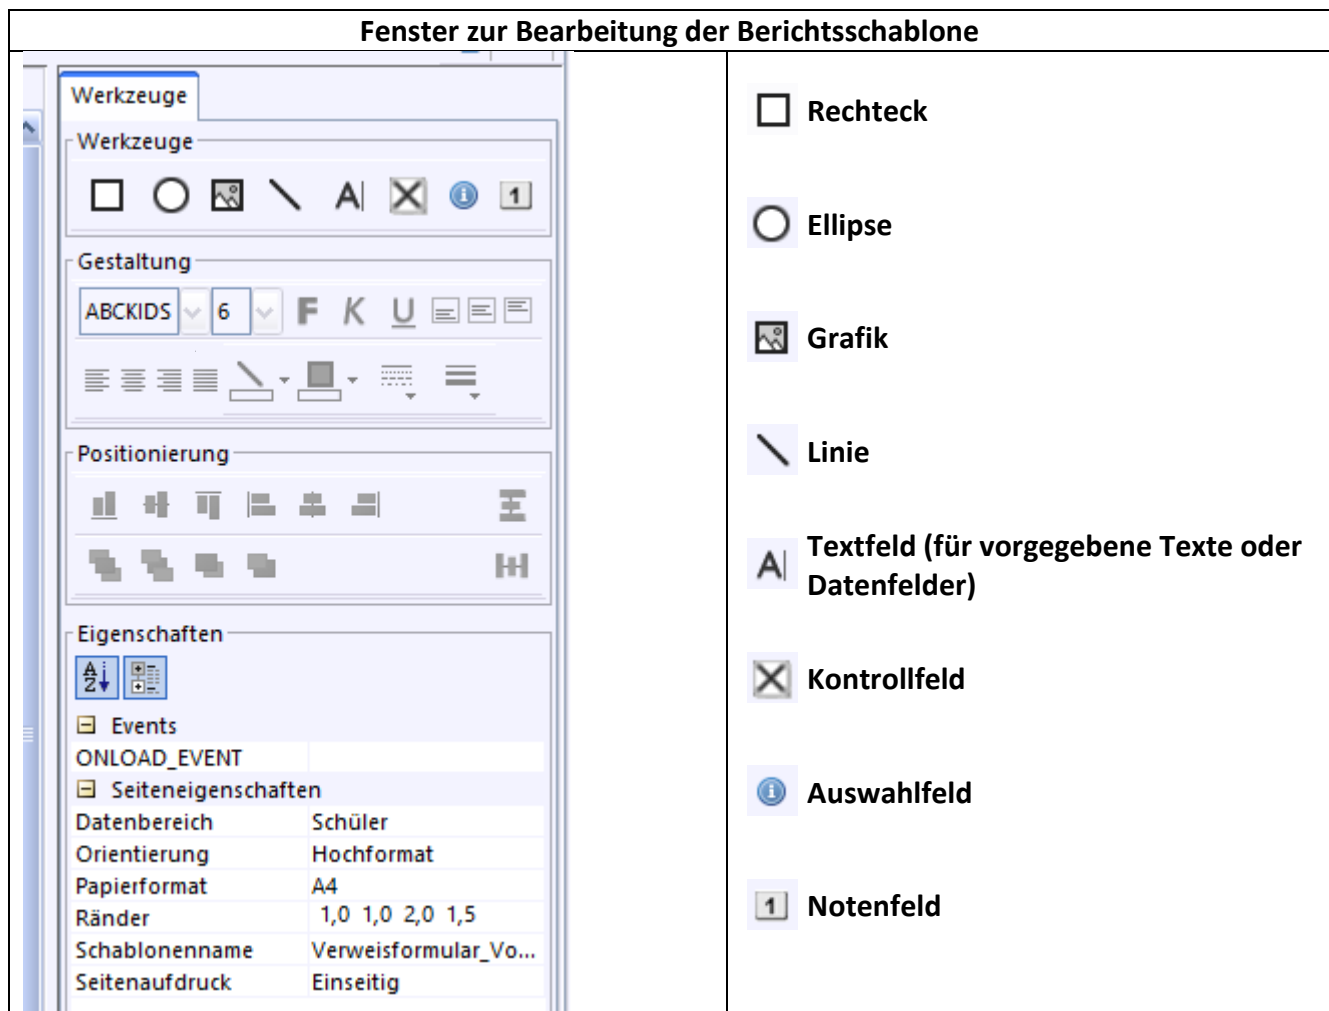 Fenster zur Bearbeitung der Berichtsschablone
Werkzeuge
Werkzeuge
A
1
Gestaltung
ABCKIDS 6 F K U
Positionierung
Eigenschaften
A
Z
Events
ONLOAD_EVENT
Seiteneigenschaften
Datenbereich Schüler
Orientierung Hochformat
Papierformat A4
Ränder 1,0 1,0 2,0 1,5
Schablonenname Verweisformular_Vo...
Seitenaufdruck Einseitig
Rechteck
Ellipse
Grafik
Linie
A Textfeld (für vorgegebene Texte oder
Datenfelder)
Kontrollfeld
Auswahlfeld
1 Notenfeld